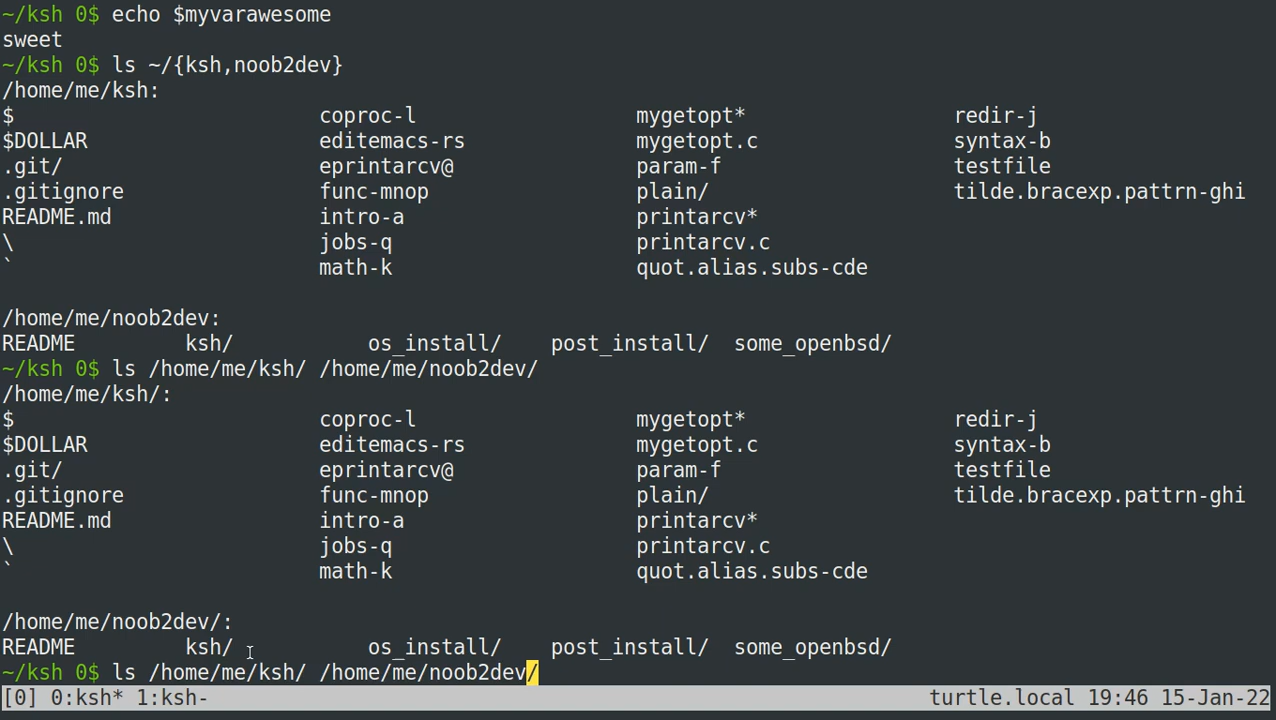 ~/ksh 0$ echo $myvarawesome
sweet
~/ksh 0$ ls ~/{ksh,noob2dev}
/home/me/ksh:
$ coproc-l mygetopt* redir-j
$DOLLAR editemacs-rs mygetopt.c syntax-b
.git/ eprintarcv@ param-f testfile
.gitignore func-mnop plain/ tilde.bracexp.pattrn-ghi
README.md intro-a printarcv*
\ jobs-q printarcv.c
` math-k quot.alias.subs-cde
/home/me/noob2dev:
README ksh/ os_install/ post_install/ some_openbsd/
~/ksh 0$ ls /home/me/ksh/ /home/me/noob2dev/
/home/me/ksh/:
$ coproc-l mygetopt* redir-j
$DOLLAR editemacs-rs mygetopt.c syntax-b
.git/ eprintarcv@ param-f testfile
.gitignore func-mnop plain/ tilde.bracexp.pattrn-ghi
README.md intro-a printarcv*
\ jobs-q printarcv.c
` math-k quot.alias.subs-cde
/home/me/noob2dev/:
README ksh/ os_install/ post_install/ some_openbsd/
~/ksh 0$ ls /home/me/ksh/ /home/me/noob2dev/
[0] 0:ksh* 1:ksh- turtle.local 19:46 15-Jan-22